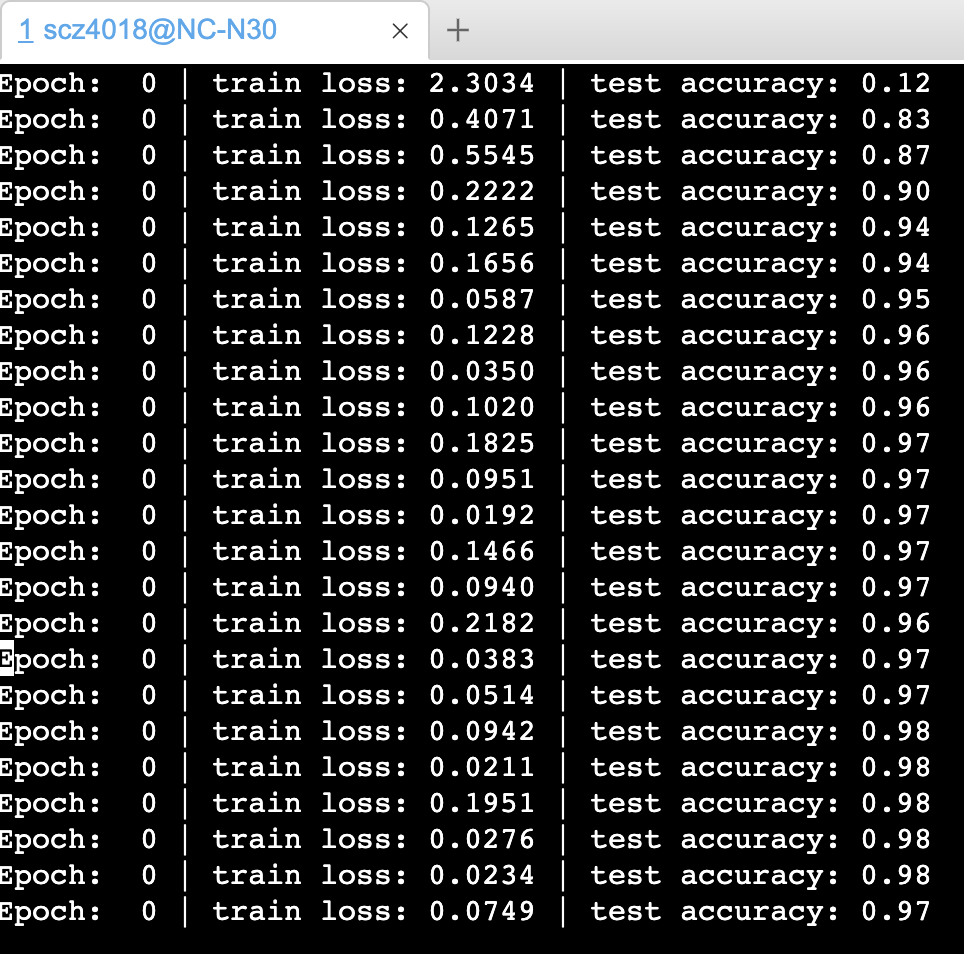 1 scz4018@NC-N30
Epoch:  0 | train loss: 2.3034 | test accuracy: 0.12
Epoch:  0 | train loss: 0.4071 | test accuracy: 0.83
Epoch:  0 | train loss: 0.5545 | test accuracy: 0.87
Epoch:  0 | train loss: 0.2222 | test accuracy: 0.90
Epoch:  0 | train loss: 0.1265 | test accuracy: 0.94
Epoch:  0 | train loss: 0.1656 | test accuracy: 0.94
Epoch:  0 | train loss: 0.0587 | test accuracy: 0.95
Epoch:  0 | train loss: 0.1228 | test accuracy: 0.96
Epoch:  0 | train loss: 0.0350 | test accuracy: 0.96
Epoch:  0 | train loss: 0.1020 | test accuracy: 0.96
Epoch:  0 | train loss: 0.1825 | test accuracy: 0.97
Epoch:  0 | train loss: 0.0951 | test accuracy: 0.97
Epoch:  0 | train loss: 0.0192 | test accuracy: 0.97
Epoch:  0 | train loss: 0.1466 | test accuracy: 0.97
Epoch:  0 | train loss: 0.0940 | test accuracy: 0.97
Epoch:  0 | train loss: 0.2182 | test accuracy: 0.96
Epoch:  0 | train loss: 0.0383 | test accuracy: 0.97
Epoch:  0 | train loss: 0.0514 | test accuracy: 0.97
Epoch:  0 | train loss: 0.0942 | test accuracy: 0.98
Epoch:  0 | train loss: 0.0211 | test accuracy: 0.98
Epoch:  0 | train loss: 0.1951 | test accuracy: 0.98
Epoch:  0 | train loss: 0.0276 | test accuracy: 0.98
Epoch:  0 | train loss: 0.0234 | test accuracy: 0.98
Epoch:  0 | train loss: 0.0749 | test accuracy: 0.97